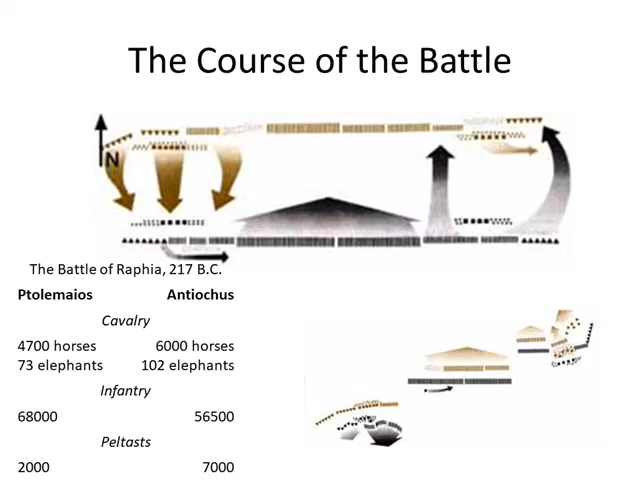 The Course of the Battle
N
The Battle of Raphia, 217 B.C.
Ptolemaios Antiochus
Cavalry
4700 horses 6000 horses
73 elephants 102 elephants
Infantry
68000 56500
Peltasts
2000 7000